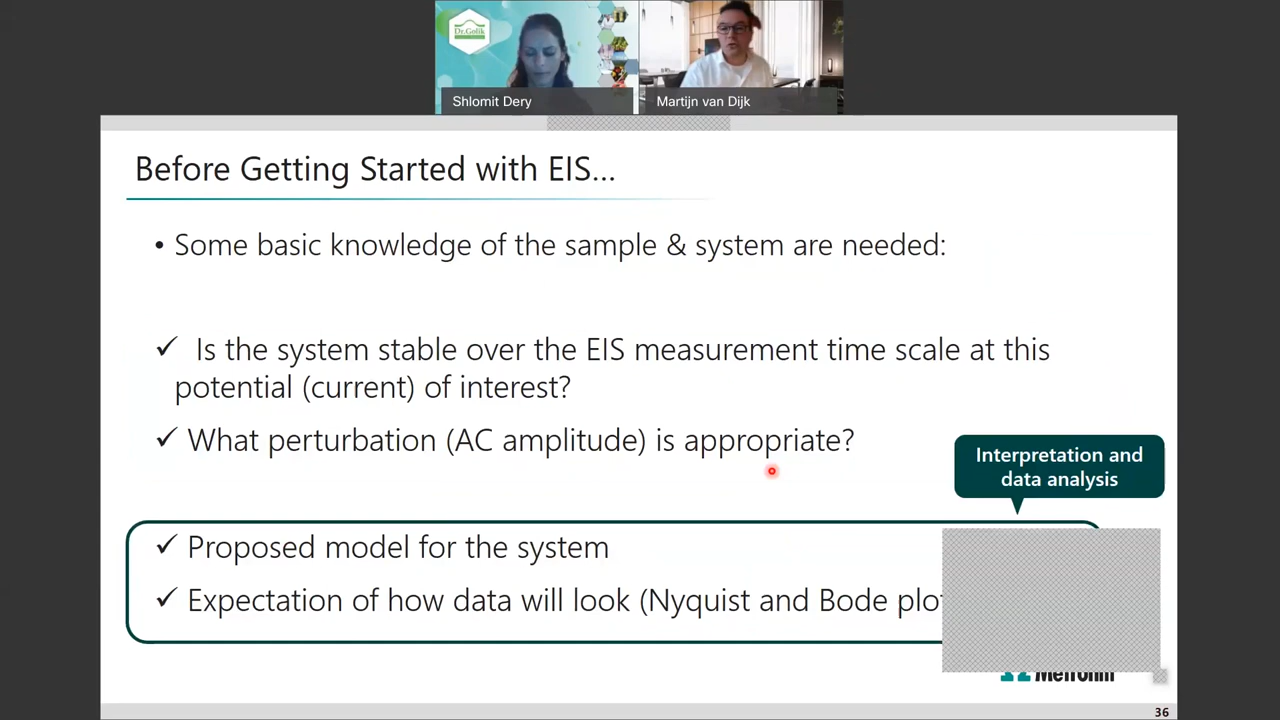 Dr.Golik
Shlomit Dery
Martijn van Dijk
Before Getting Started with EIS...
• Some basic knowledge of the sample & system are needed:
✓ Is the system stable over the EIS measurement time scale at this
potential (current) of interest?
✓ What perturbation (AC amplitude) is appropriate?
Interpretation and
data analysis
✓ Proposed model for the system
✓ Expectation of how data will look (Nyquist and Bode
36